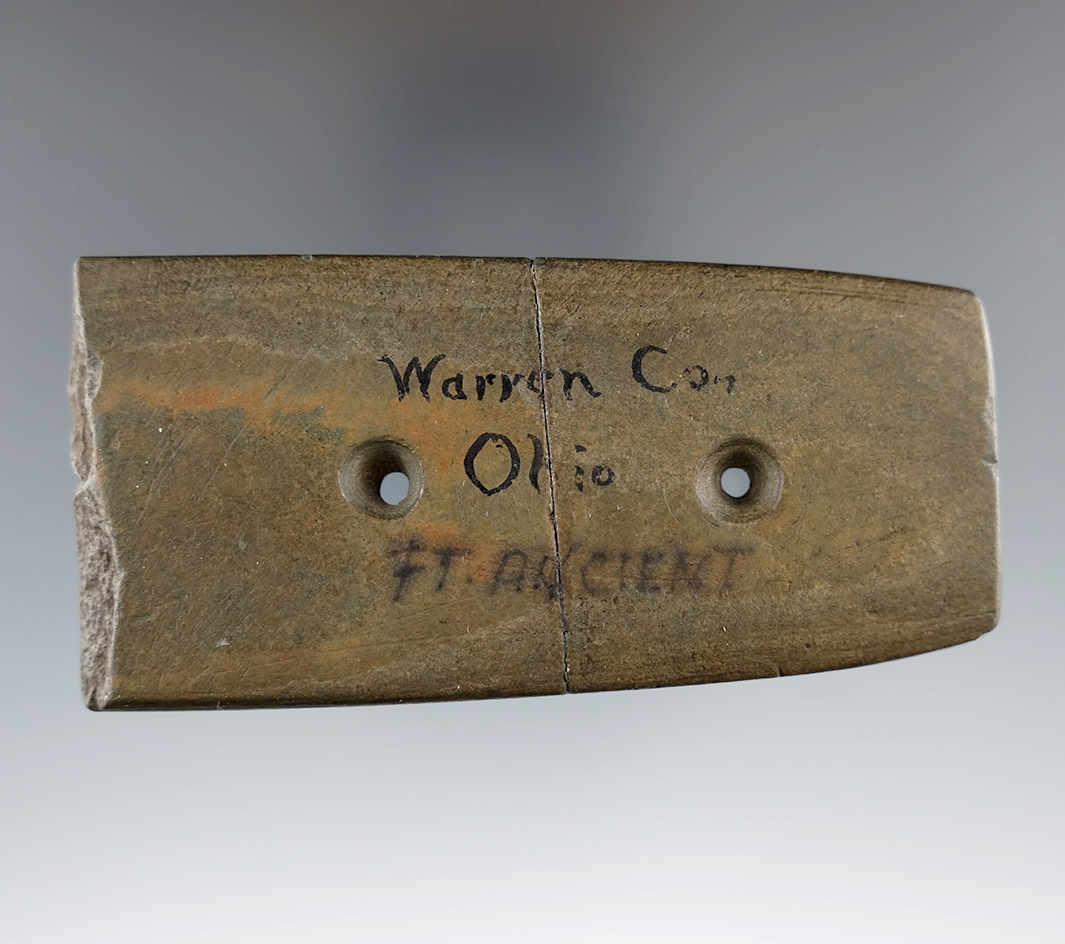 Warren Co,
Ohio
FT. ANCIENT